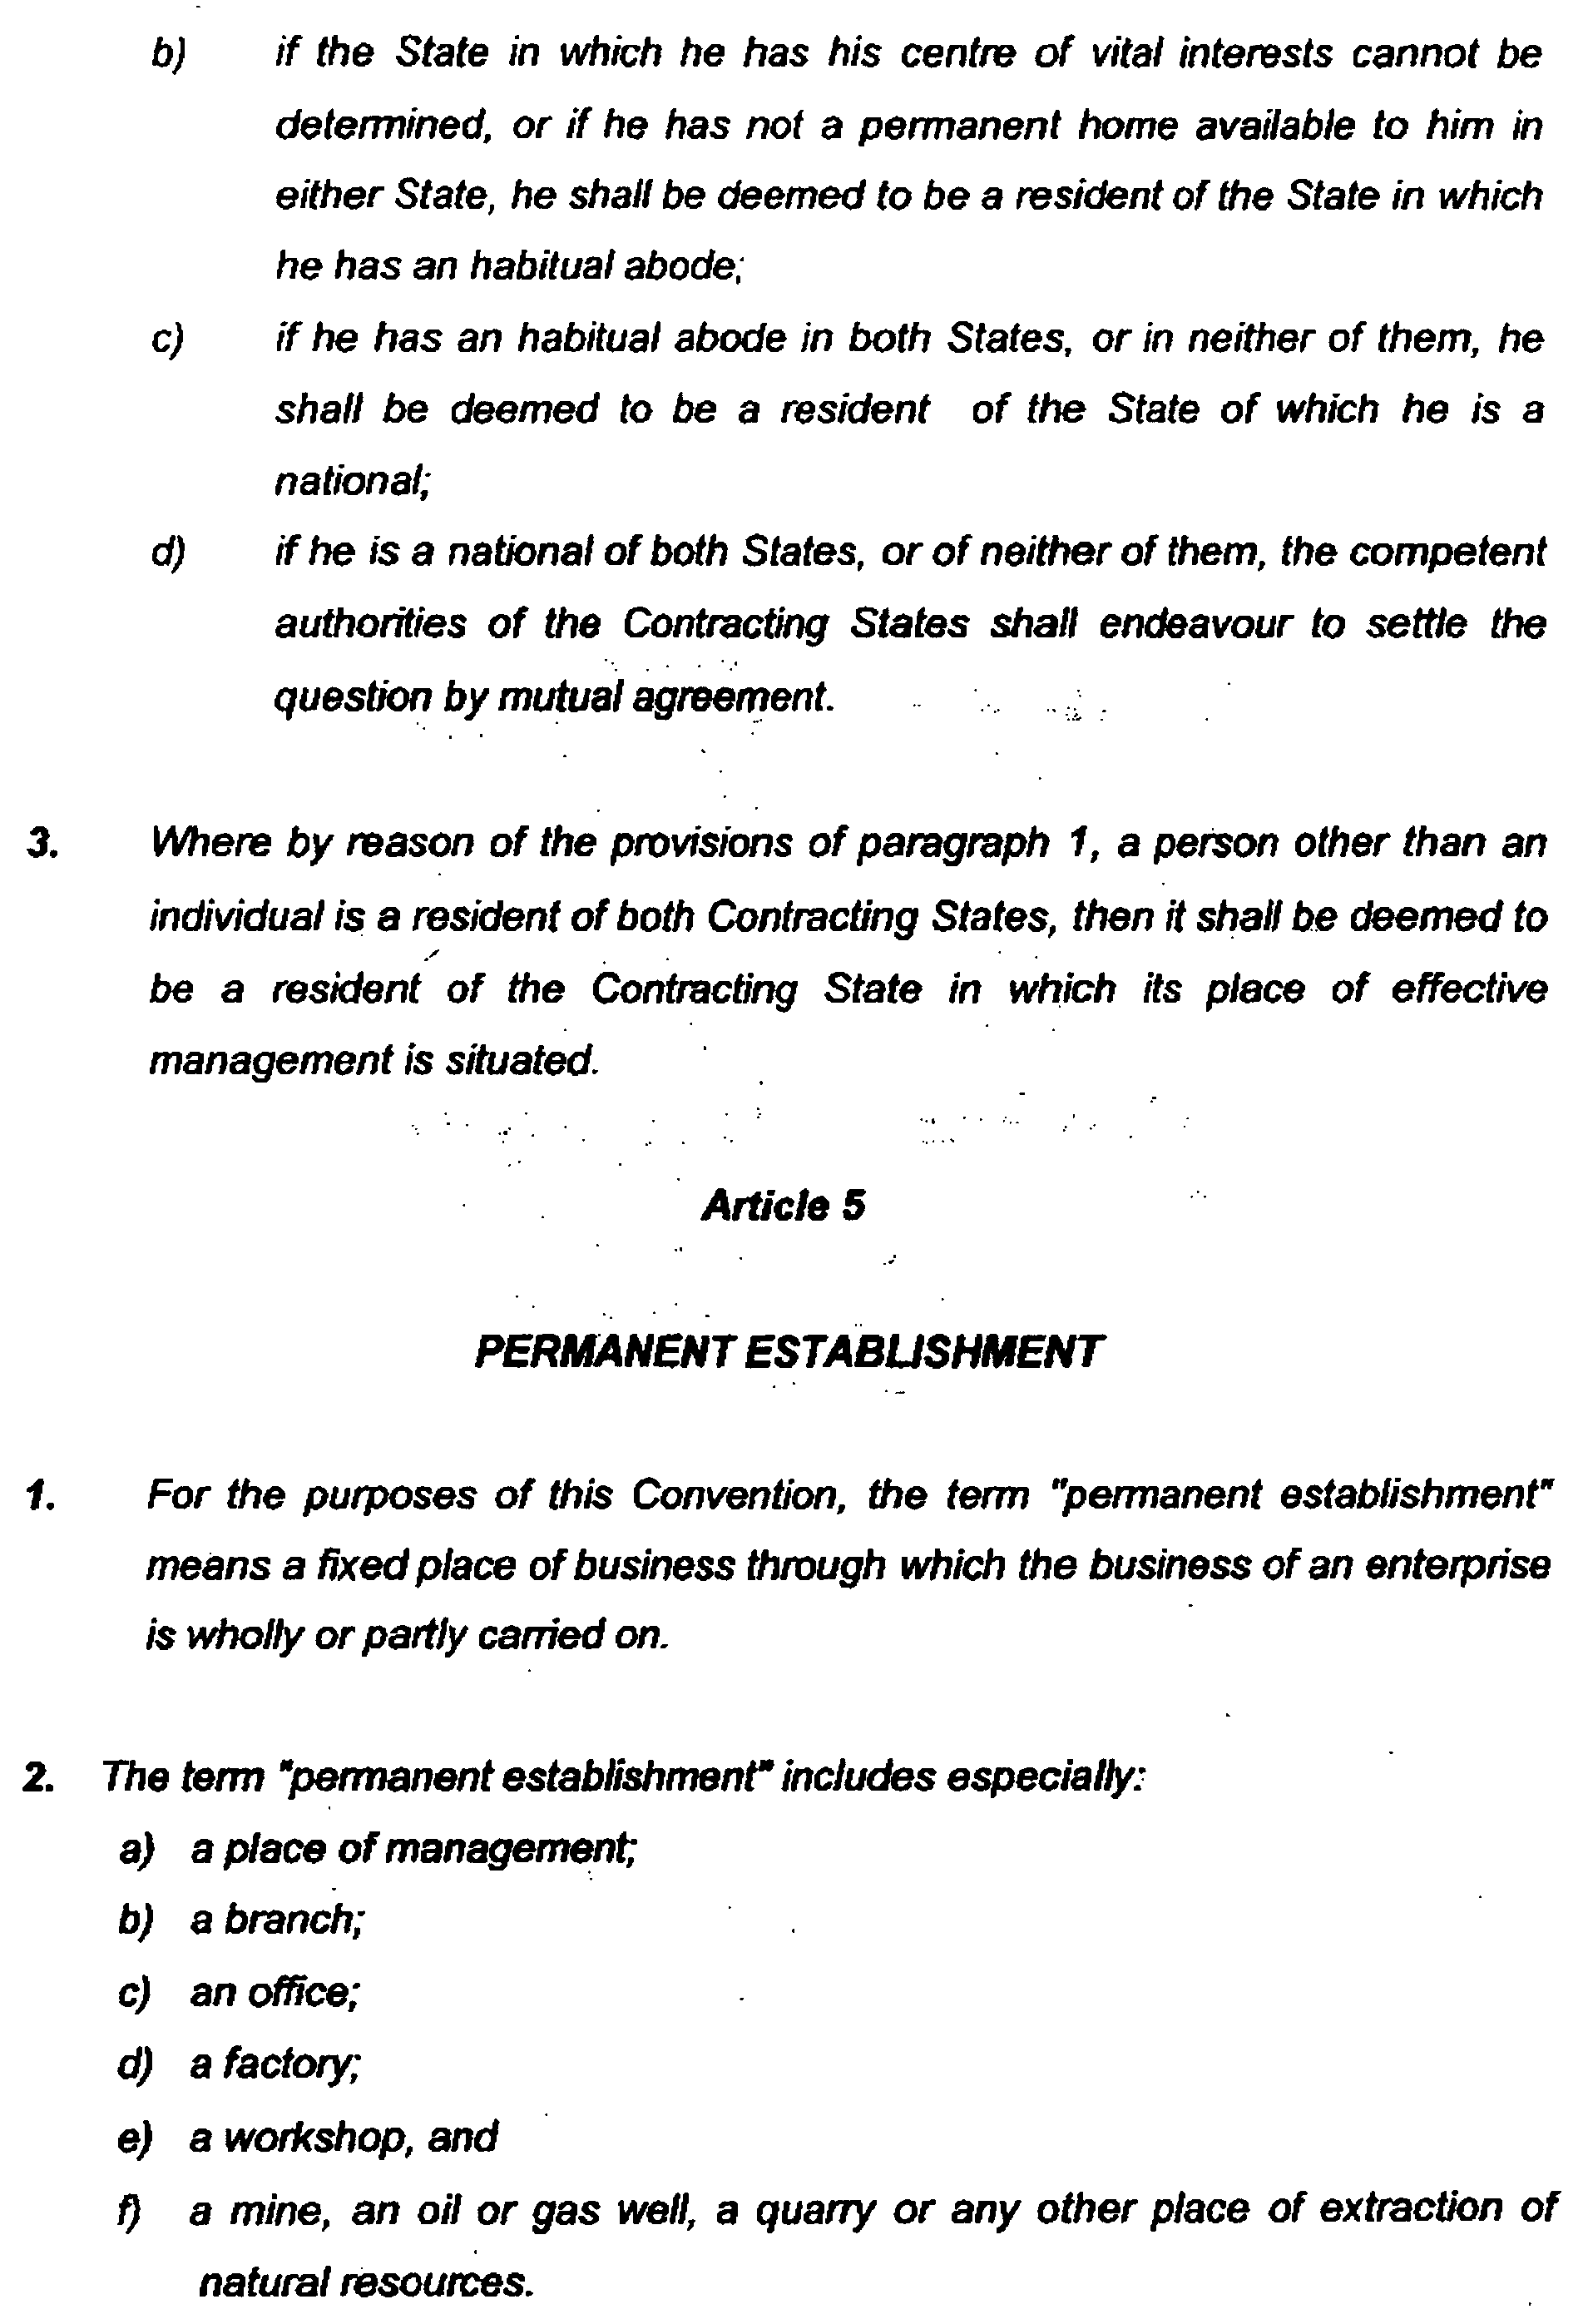 b) if the State in which he has his centre of vital interests cannot be
determined, or if he has not a permanent home available to him in
either State, he shall be deemed to be a resident of the State in which
he has an habitual abode;
c) if he has an habitual abode in both States, or in neither of them, he
shall be deemed to be a resident of the State of which he is a
national;
d) if he is a national of both States, or of neither of them, the competent
authorities of the Contracting States shall endeavour to settle the
question by mutual agreement.
3. Where by reason of the provisions of paragraph 1, a person other than an
individual is a resident of both Contracting States, then it shall be deemed to
be a resident of the Contracting State in which its place of effective
management is situated.
Article 5
PERMANENT ESTABLISHMENT
1. For the purposes of this Convention, the term "permanent establishment"
means a fixed place of business through which the business of an enterprise
is wholly or partly carried on.
2. The term "permanent establishment" includes especially:
a) a place of management;
b) a branch;
c) an office;
d) a factory;
e) a workshop, and
f) a mine, an oil or gas well, a quarry or any other place of extraction of
natural resources.